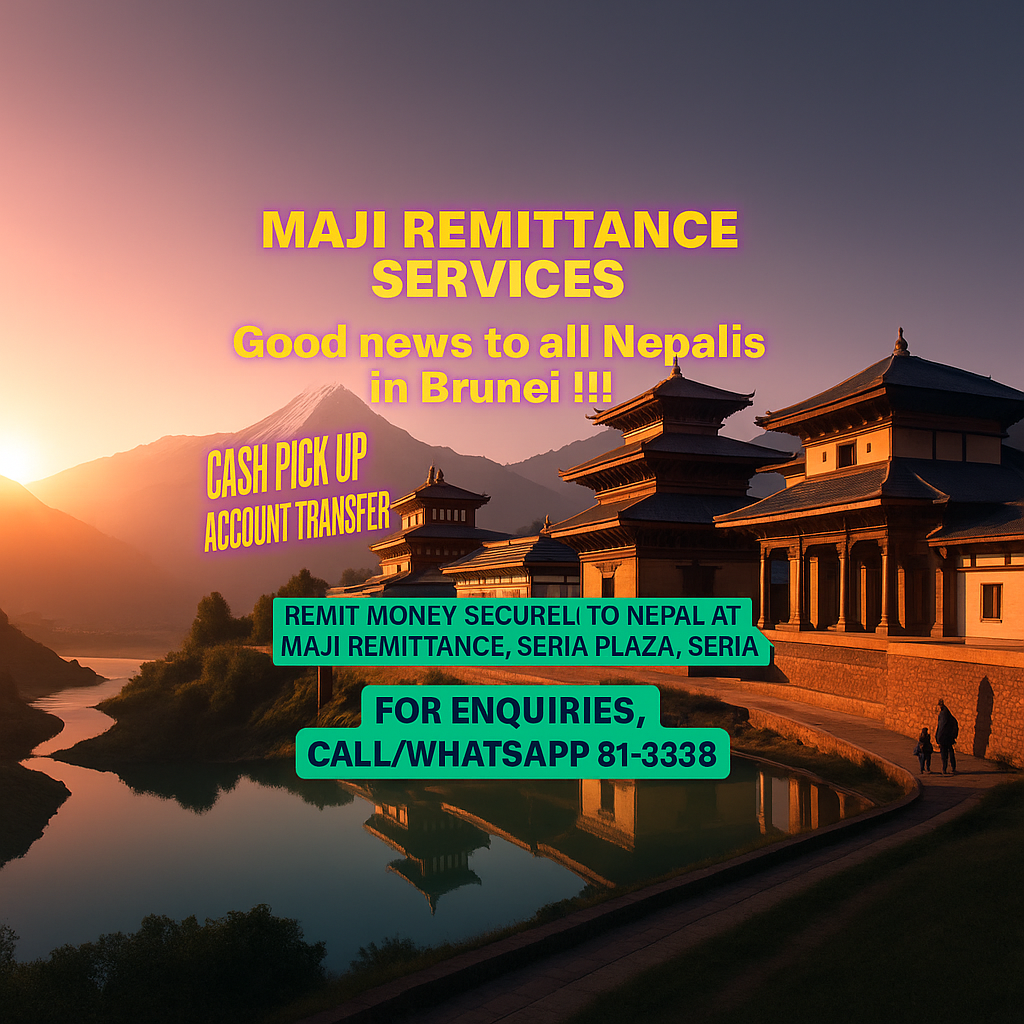 MAJI REMITTANCE
SERVICES
Good news to all Nepalis
in Brunei !!!
CASH PICK UP
ACCOUNT TRANSFER
REMIT MONEY SECUREL( TO NEPAL AT
MAJI REMITTANCE, SERIA PLAZA, SERIA
FOR ENQUIRIES,
CALL/WHATSAPP 81-3338